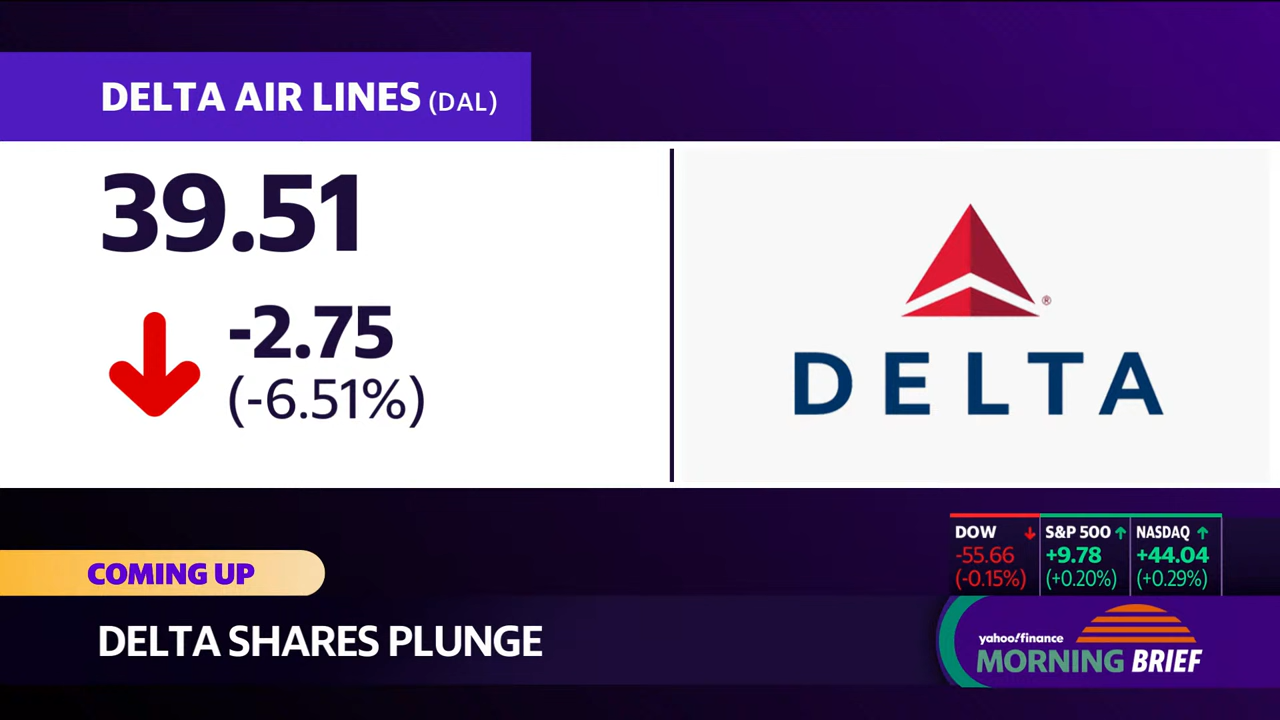 DELTA AIR LINES (DAL)
39.51
-2.75
(-6.51%)
®
DELTA
DOW S&P 500 NASDAQ
-55.66 +9.78 +44.04
(-0.15%) (+0.20%) (+0.29%)
COMING UP
DELTA SHARES PLUNGE
yahoo!finance
MORNING BRIEF